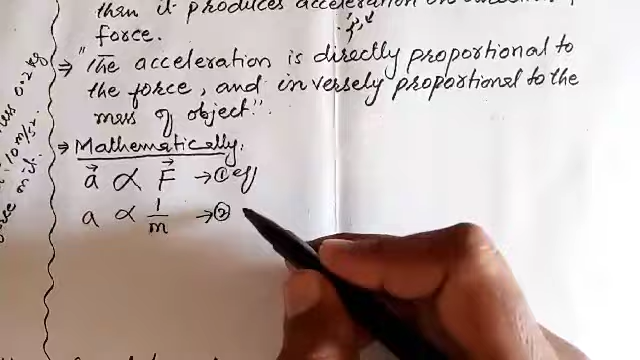 then it produces acceleration
force.
⇒ "The acceleration is directly proportional to
the force, and inversely proportional to the
mass of object".
⇒ Mathematically,
a⃗ ∝ F⃗ → ① eq
a ∝ 1/m → ②